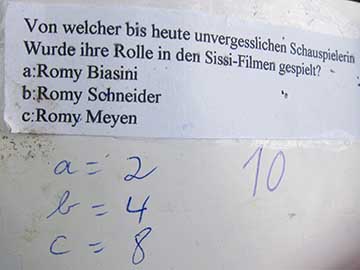 Von welcher bis heute unvergesslichen Schauspielerin
Wurde ihre Rolle in den Sissi-Filmen gespielt?
a:Romy Biasini
b:Romy Schneider
c:Romy Meyen
a = 2
b = 4
c = 8
10